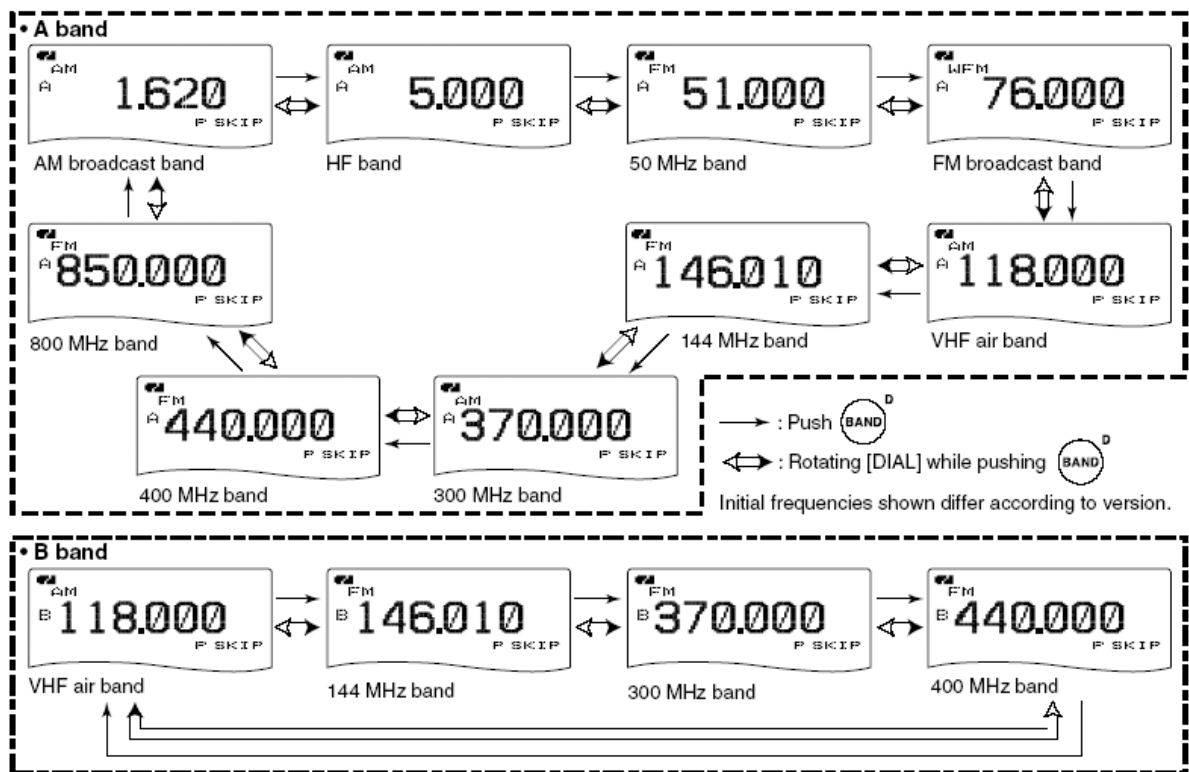 • A band
AM
A 1.620
P SKIP
AM broadcast band
AM
A 5.000
P SKIP
HF band
FM
A 51.000
P SKIP
50 MHz band
WFM
A 76.000
P SKIP
FM broadcast band
FM
A 850.000
P SKIP
800 MHz band
FM
A 146.010
P SKIP
144 MHz band
AM
A 118.000
P SKIP
VHF air band
FM
A 440.000
P SKIP
400 MHz band
AM
A 370.000
P SKIP
300 MHz band
: Push BAND D
: Rotating [DIAL] while pushing BAND D
Initial frequencies shown differ according to version.
• B band
AM
B 118.000
P SKIP
VHF air band
FM
B 146.010
P SKIP
144 MHz band
FM
B 370.000
P SKIP
300 MHz band
FM
B 440.000
P SKIP
400 MHz band